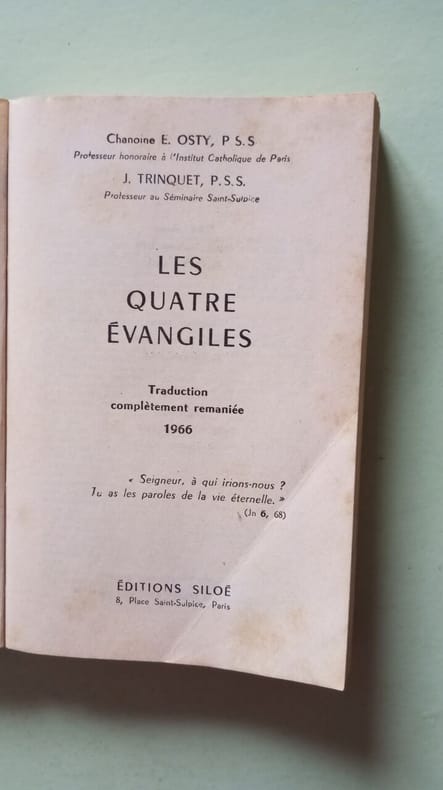 Chanoine E. OSTY, P S.S
Professeur honoraire à l'Institut Catholique de Paris
J. TRINQUET, P.S.S.
Professeur au Séminaire Saint-Sulpice
LES
QUATRE
ÉVANGILES
Traduction
complètement remaniée
1966
« Seigneur, à qui irions-nous ?
Tu as les paroles de la vie éternelle. »
(Jn 6, 68)
ÉDITIONS SILOÉ
8, Place Saint-Sulpice, Paris